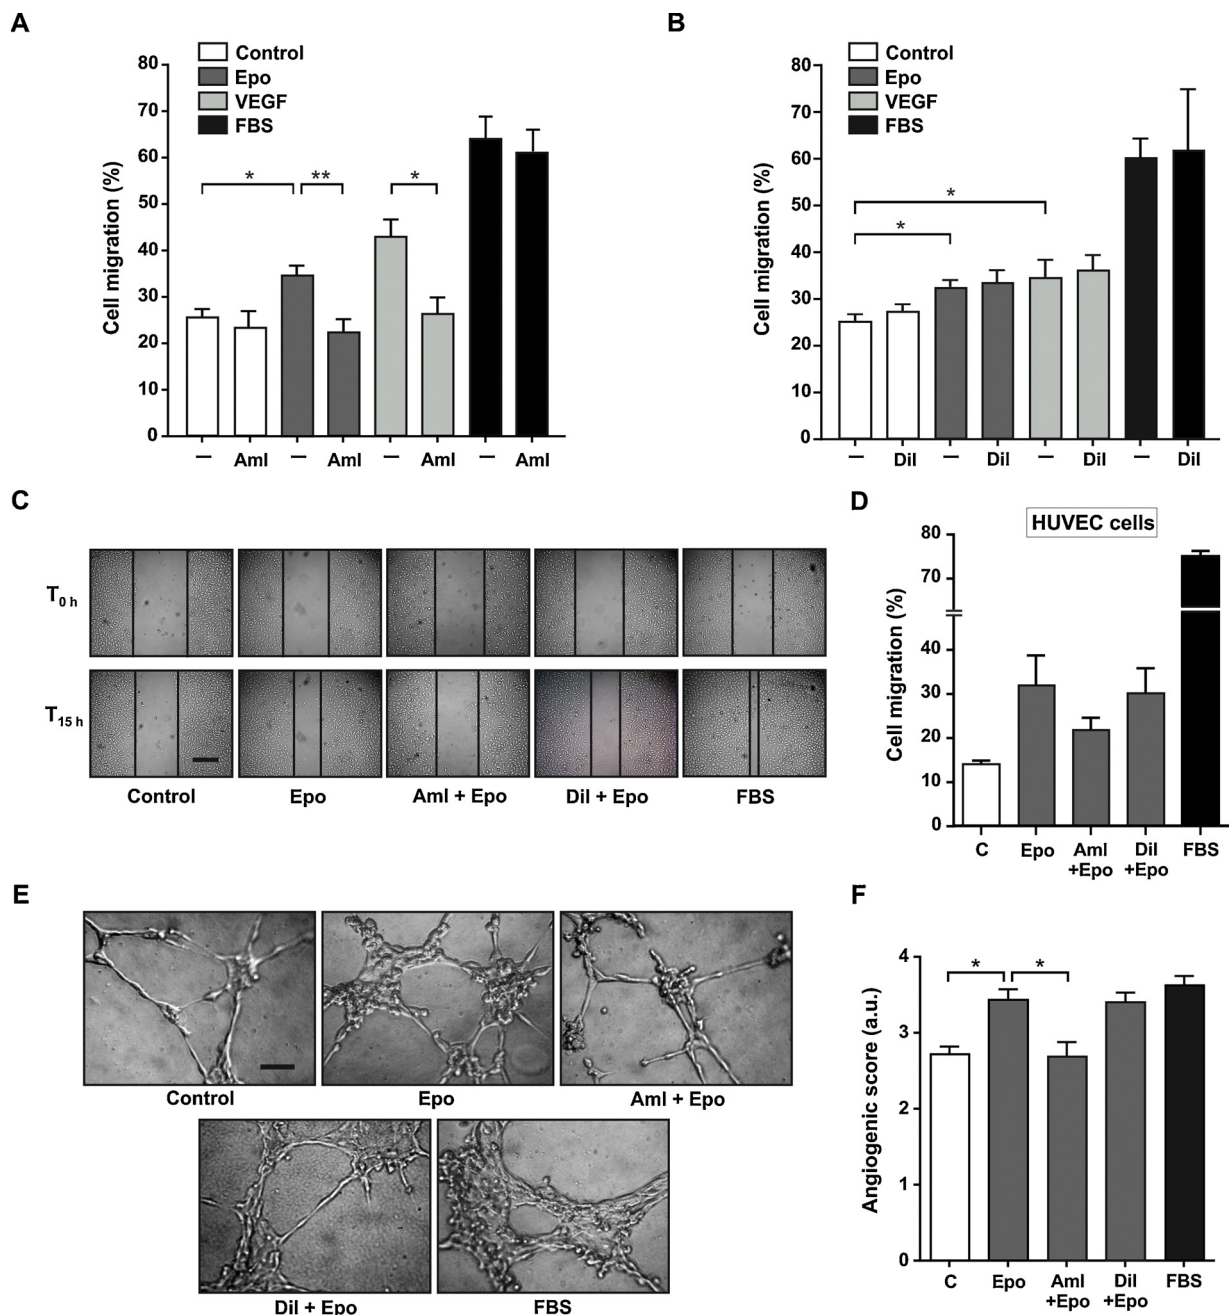 A
Control
Epo
VEGF
FBS
Cell migration (%)
80
70
60
50
40
30
20
10
0
*
**
*
– Aml – Aml – Aml – Aml
B
Control
Epo
VEGF
FBS
Cell migration (%)
80
70
60
50
40
30
20
10
0
*
*
– Dil – Dil – Dil – Dil
C
T0 h
T15 h
Control Epo Aml + Epo Dil + Epo FBS
D
HUVEC cells
Cell migration (%)
80
70
40
30
20
10
0
C Epo Aml Dil FBS
+Epo +Epo
E
Control Epo Aml + Epo
Dil + Epo FBS
F
Angiogenic score (a.u.)
4
3
2
1
0
* *
C Epo Aml Dil FBS
+Epo +Epo